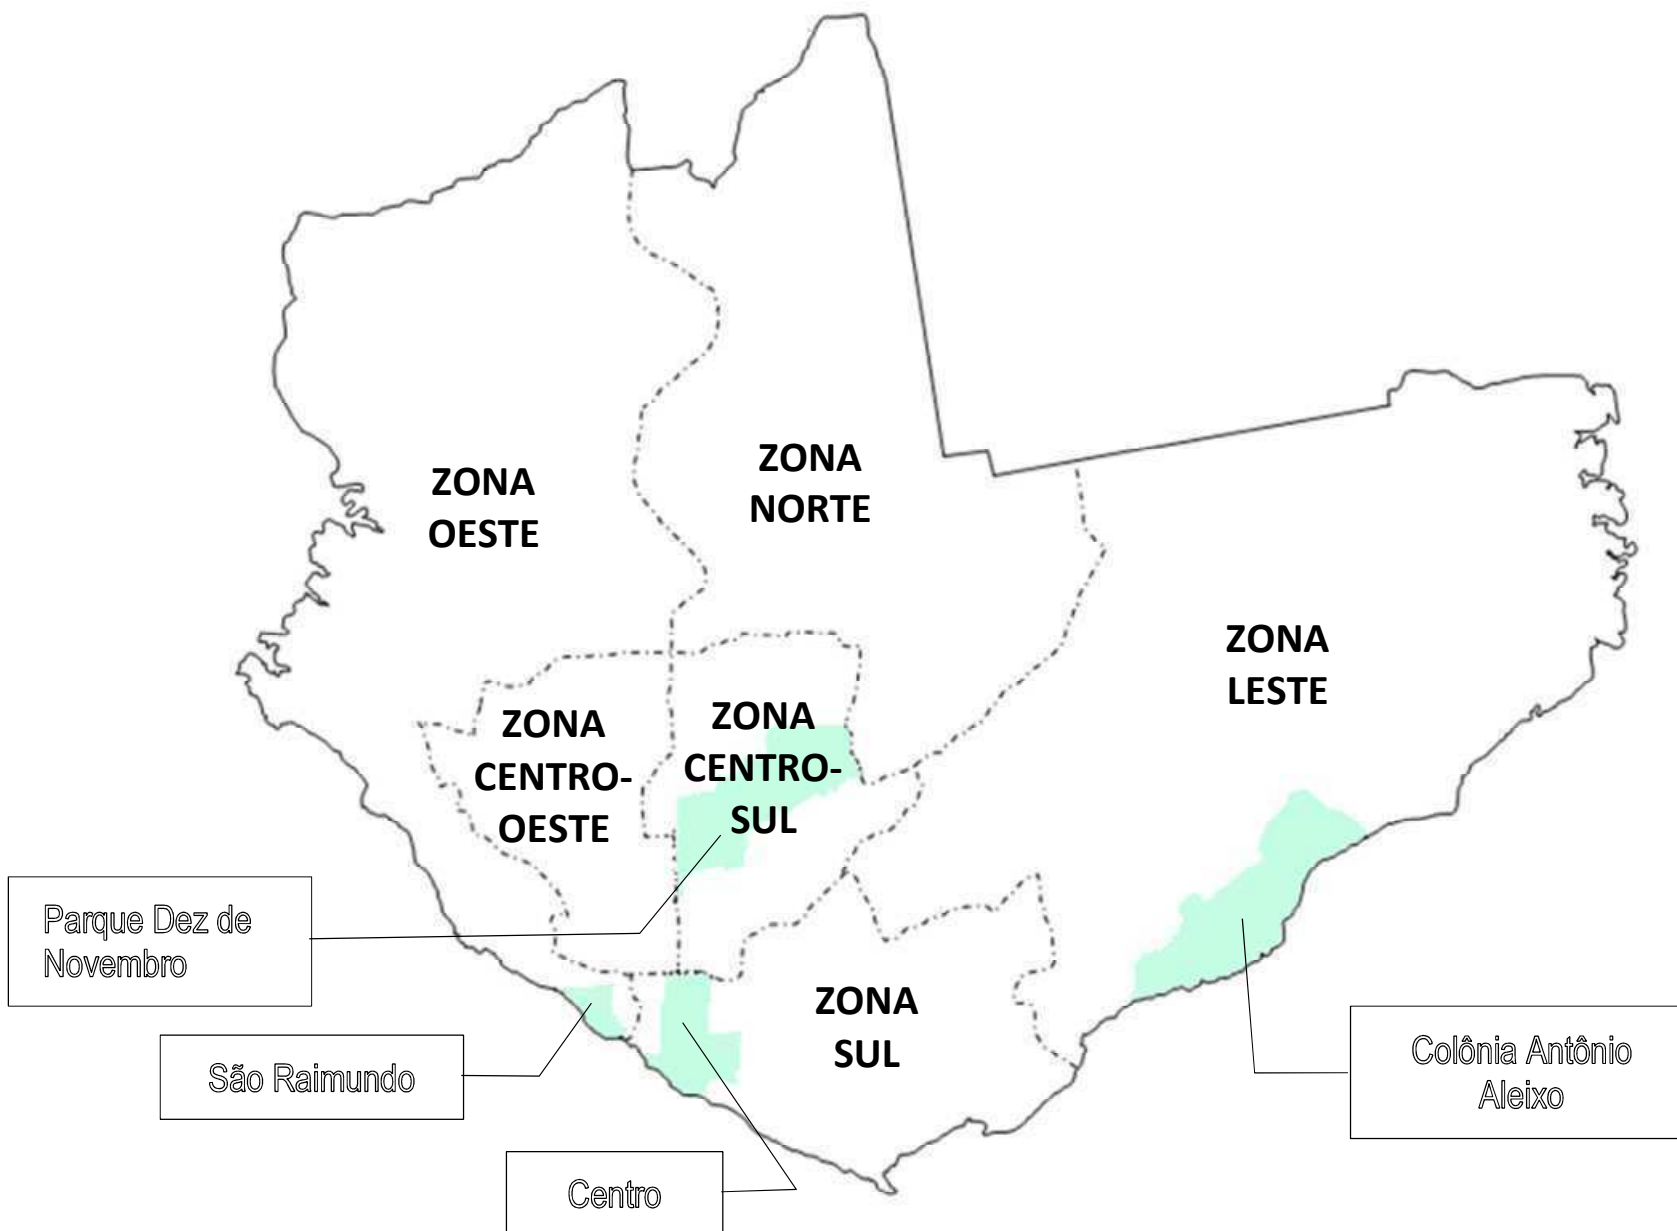 ZONA
OESTE
ZONA
NORTE
ZONA
LESTE
ZONA
CENTRO-
OESTE
ZONA
CENTRO-
SUL
ZONA
SUL
Parque Dez de
Novembro
São Raimundo
Centro
Colônia Antônio
Aleixo